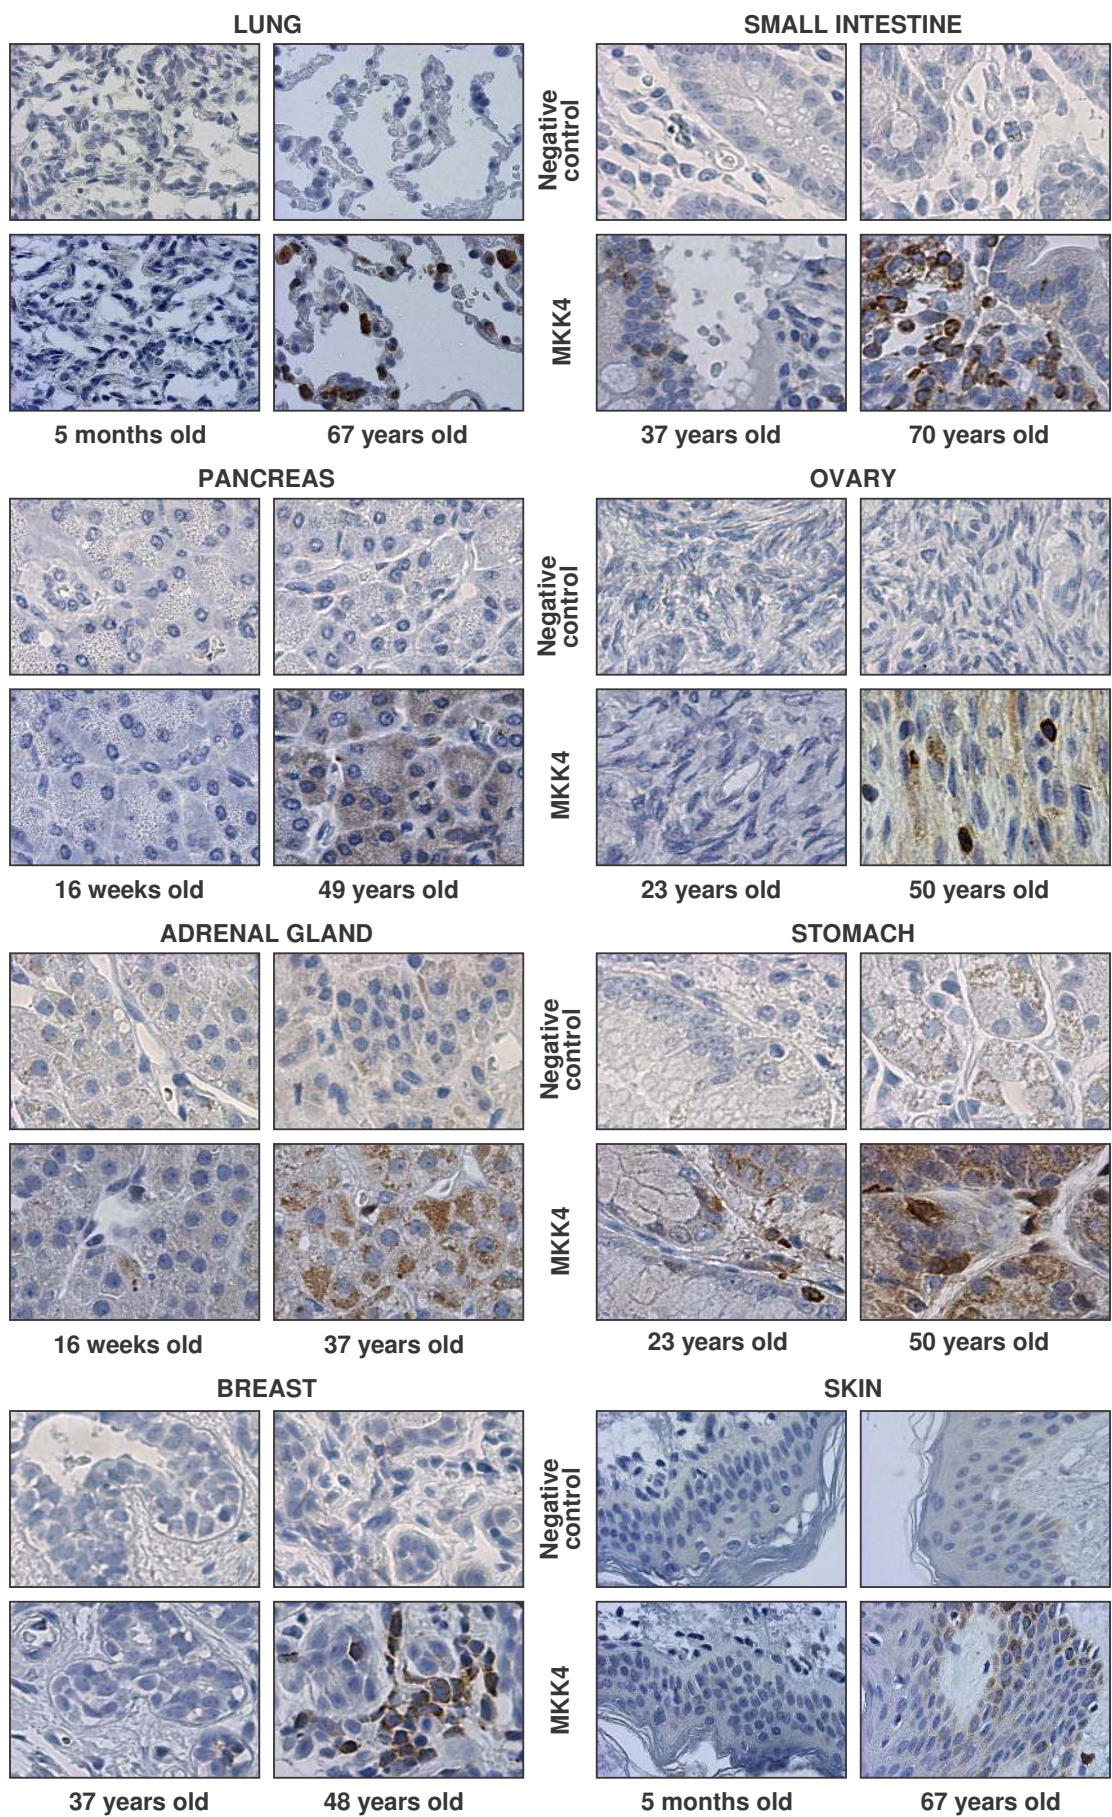 LUNG
SMALL INTESTINE
Negative
control
MKK4
5 months old
67 years old
37 years old
70 years old
PANCREAS
OVARY
Negative
control
MKK4
16 weeks old
49 years old
23 years old
50 years old
ADRENAL GLAND
STOMACH
Negative
control
MKK4
16 weeks old
37 years old
23 years old
50 years old
BREAST
SKIN
Negative
control
MKK4
37 years old
48 years old
5 months old
67 years old